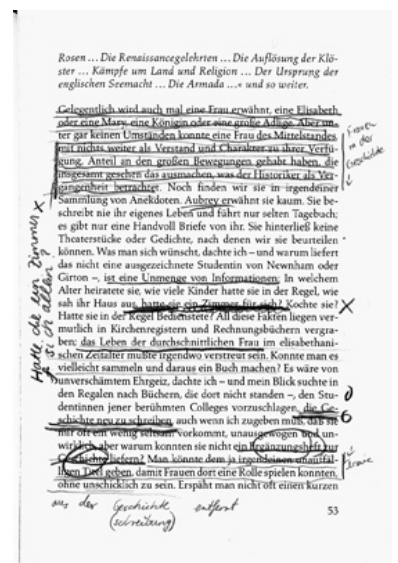 Rosen ... Die Renaissancegelehrten ... Die Auflösung der Klö-
ster ... Kämpfe um Land und Religion ... Der Ursprung der
englischen Seemacht ... Die Armada ...« und so weiter.
Gelegentlich wird auch mal eine Frau erwähnt, eine Elisabeth
oder eine Mary, eine Königin oder eine große Adlige. Aber un-
ter gar keinen Umständen konnte eine Frau des Mittelstandes
mit nichts weiter als Verstand und Charakter zu ihrer Verfü-
gung, Anteil an den großen Bewegungen gehabt haben, die
insgesamt gesehen das ausmachen, was der Historiker als Ver-
gangenheit betrachtet. Noch finden wir sie in irgendeiner
Sammlung von Anekdoten. Aubrey erwähnt sie kaum. Sie be-
schreibt nie ihr eigenes Leben und führt nur selten Tagebuch;
es gibt nur eine Handvoll Briefe von ihr. Sie hinterließ keine
Theaterstücke oder Gedichte, nach denen wir sie beurteilen
können. Was man sich wünscht, dachte ich – und warum liefert
das nicht eine ausgezeichnete Studentin von Newnham oder
Girton –, ist eine Unmenge von Informationen: In welchem
Alter heiratete sie, wie viele Kinder hatte sie in der Regel, wie
sah ihr Haus aus, hatte sie ein Zimmer für sich? Kochte sie?
Hatte sie in der Regel Bedienstete? All diese Fakten liegen ver-
mutlich in Kirchenregistern und Rechnungsbüchern vergra-
ben; das Leben der durchschnittlichen Frau im elisabethani-
schen Zeitalter mußte irgendwo verstreut sein. Konnte man es
vielleicht sammeln und daraus ein Buch machen? Es wäre von
unverschämtem Ehrgeiz, dachte ich – und mein Blick suchte in
den Regalen nach Büchern, die dort nicht standen –, den Stu-
dentinnen jener berühmten Colleges vorzuschlagen, die Ge-
schichte neu zu schreiben, auch wenn ich zugeben muß, daß sie
mir oft ein wenig seltsam vorkommt, unausgewogen und un-
wirklich, aber warum konnten sie nicht ein Ergänzungsheft zur
Geschichte liefern? Man könnte dem ja irgendeinen unauffäl-
ligen Titel geben, damit Frauen dort eine Rolle spielen konnten,
ohne unschicklich zu sein. Erspäht man nicht oft einen kurzen
53
Frauen
in der
Geschichte
Hatte die ein Zimmer X
für sich allein?
X
aus der Geschichte entfernt
(schreibung)